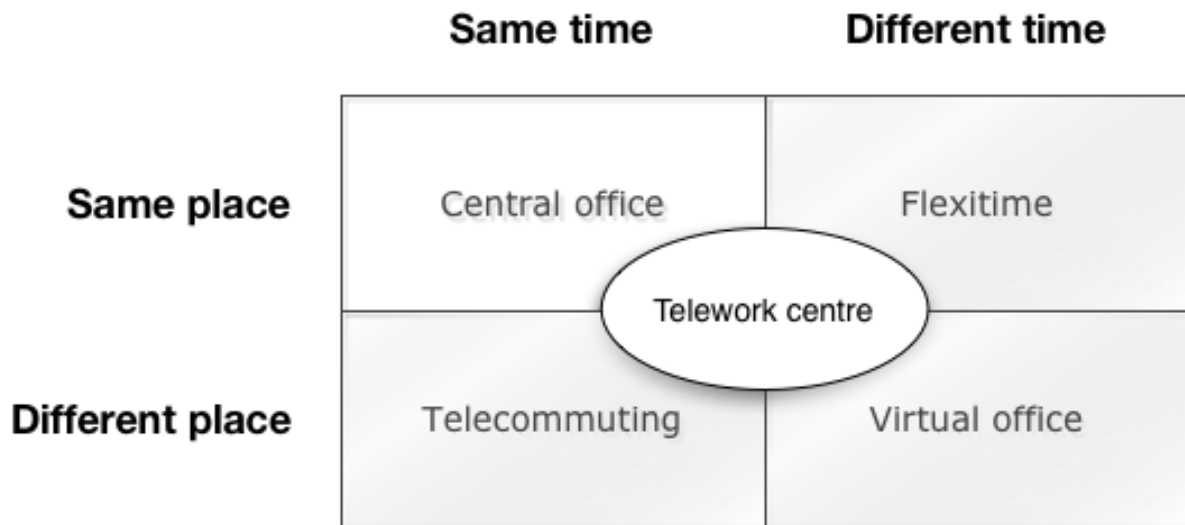 Same time Different time
Same place Central office Flexitime
Telework centre
Different place Telecommuting Virtual office